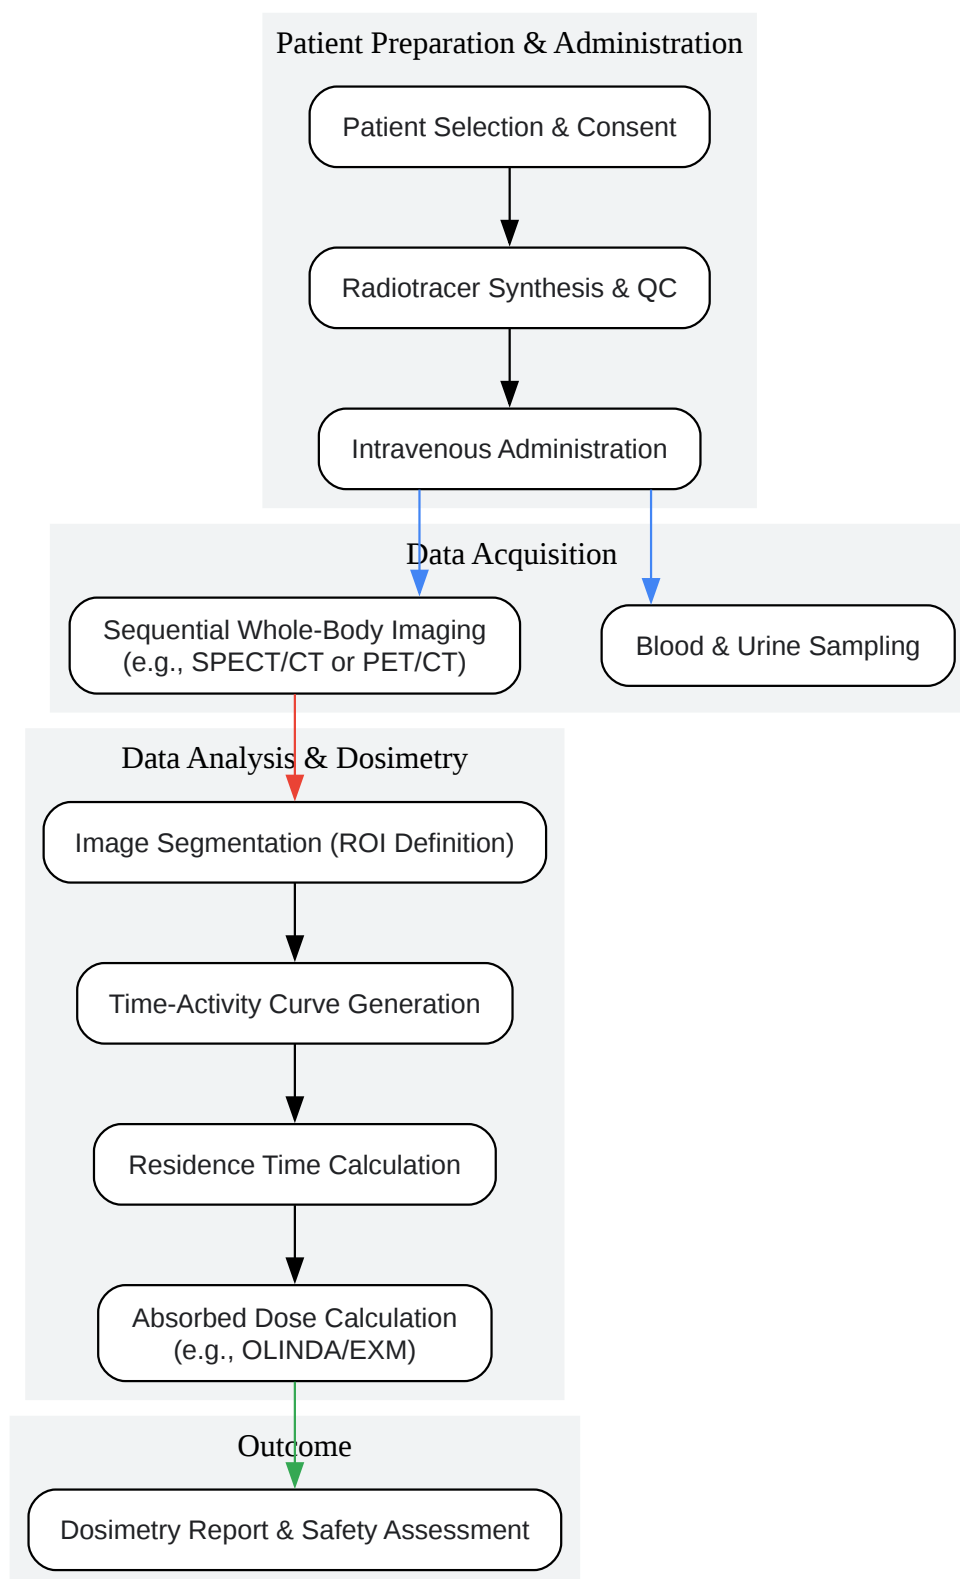 Patient Preparation & Administration
Patient Selection & Consent
Radiotracer Synthesis & QC
Intravenous Administration
Data Acquisition
Sequential Whole-Body Imaging
(e.g., SPECT/CT or PET/CT)
Blood & Urine Sampling
Data Analysis & Dosimetry
Image Segmentation (ROI Definition)
Time-Activity Curve Generation
Residence Time Calculation
Absorbed Dose Calculation
(e.g., OLINDA/EXM)
Outcome
Dosimetry Report & Safety Assessment